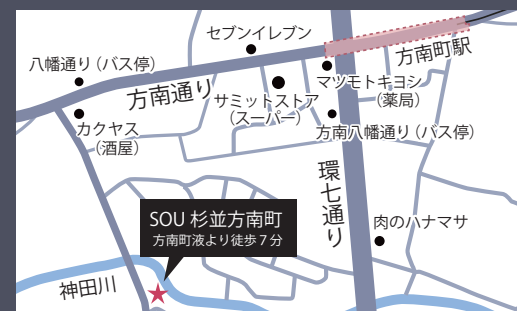 セブンイレブン
方南町駅
八幡通り（バス停）
マツモトキヨシ
（薬局）
方南通り
サミットストア
（スーパー）
カクヤス
（酒屋）
方南八幡通り（バス停）
環七通り
SOU 杉並方南町
方南町液より徒歩７分
肉のハナマサ
神田川